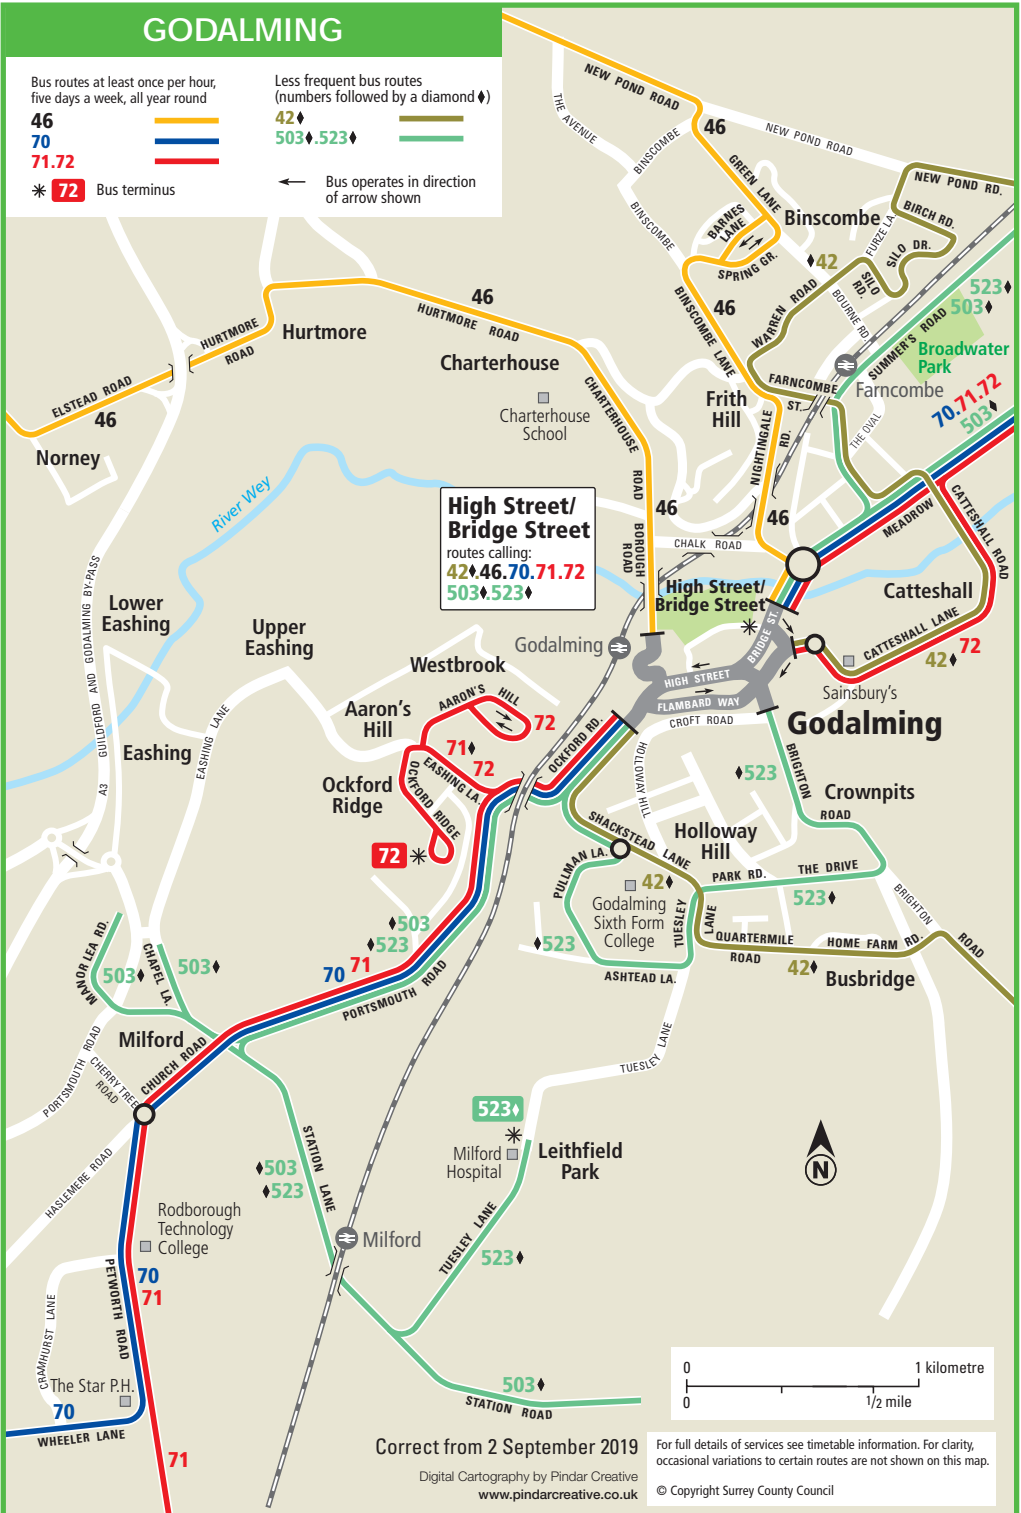 GODALMING
Bus routes at least once per hour,
five days a week, all year round
46
70
71.72
72 Bus terminus
Less frequent bus routes
(numbers followed by a diamond♦)
42♦
503♦.523♦
Bus operates in direction
of arrow shown
NEW POND ROAD
THE AVENUE
BINSCOMBE
46
NEW POND ROAD
GREEN LANE
NEW POND RD.
BINSCOMBE
BARNES
LANE
Binscombe
FURZE LA.
BIRCH RD.
SILO DR.
SPRING GR.
♦42
SILO
RD.
523♦
503♦
46
HURTMORE ROAD
HURTMORE
ROAD
Hurtmore
46
BINSCOMBE LANE
WARREN ROAD
BOURNE RD.
SUMMER'S ROAD
Broadwater
Park
Charterhouse
ELSTEAD ROAD
46
Norney
Charterhouse
School
CHARTERHOUSE
ROAD
Frith
Hill
FARNCOMBE
ST.
Farncombe
THE OVAL
70.71.72
503♦
NIGHTINGALE
RD.
River Wey
High Street/
Bridge Street
routes calling:
42♦.46.70.71.72
503♦.523♦
46
BOROUGH
ROAD
46
CHALK ROAD
MEADROW
CATTESHALL ROAD
A3 GUILDFORD AND GODALMING BY-PASS
Lower
Eashing
Upper
Eashing
High Street/
Bridge Street
Catteshall
BRIDGE ST.
Godalming
CATTESHALL LANE
42♦
72
Sainsbury's
Westbrook
HIGH STREET
FLAMBARD WAY
CROFT ROAD
Godalming
AARON'S HILL
72
Aaron's
Hill
EASHING LANE
Eashing
71♦
72
OCKFORD RD.
EASHING LA.
Ockford
Ridge
OCKFORD RIDGE
HOLLOWAY HILL
♦523
BRIGHTON
ROAD
Crownpits
72
SHACKSTEAD LANE
Holloway
Hill
PULLMAN LA.
42♦
PARK RD.
THE DRIVE
523♦
Godalming
Sixth Form
College
TUESLEY
LANE
BRIGHTON
ROAD
♦503
♦523
♦523
QUARTERMILE
ROAD
HOME FARM RD.
42♦
Busbridge
ASHTEAD LA.
MANOR LEA RD.
503♦
CHAPEL LA.
503♦
70
71
PORTSMOUTH ROAD
Milford
CHURCH ROAD
PORTSMOUTH ROAD
CHERRY TREE
ROAD
TUESLEY LANE
523♦
Milford
Hospital
Leithfield
Park
STATION LANE
♦503
♦523
N
HASLEMERE ROAD
Rodborough
Technology
College
Milford
TUESLEY LANE
523♦
70
71
PETWORTH ROAD
CRAMHURST LANE
The Star P.H.
70
WHEELER LANE
71
503♦
STATION ROAD
0 1 kilometre
0 1/2 mile
Correct from 2 September 2019
Digital Cartography by Pindar Creative
www.pindarcreative.co.uk
For full details of services see timetable information. For clarity,
occasional variations to certain routes are not shown on this map.
© Copyright Surrey County Council